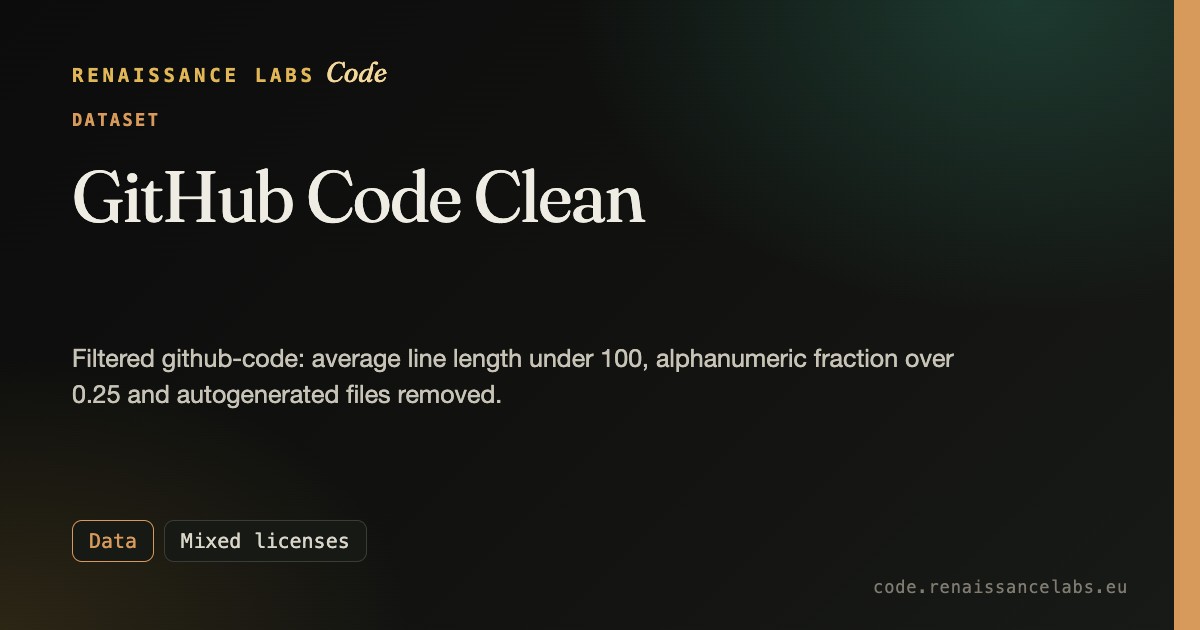 RENAISSANCE LABS Code
DATASET
GitHub Code Clean
Filtered github-code: average line length under 100, alphanumeric fraction over
0.25 and autogenerated files removed.
Data
Mixed licenses
code.renaissancelabs.eu